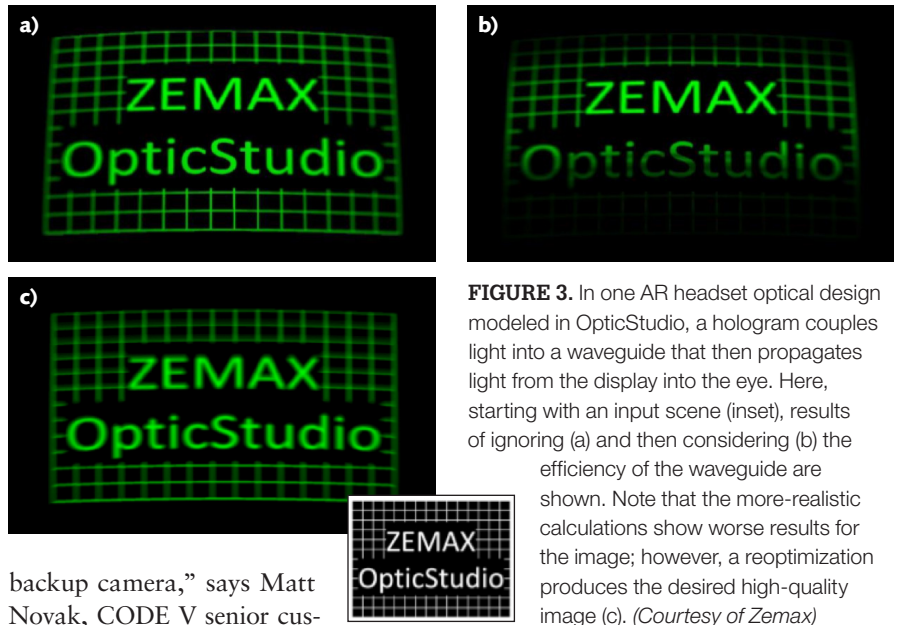 a)
ZEMAX
OpticStudio
b)
ZEMAX
OpticStudio
c)
ZEMAX
OpticStudio
ZEMAX
OpticStudio
FIGURE 3. In one AR headset optical design
modeled in OpticStudio, a hologram couples
light into a waveguide that then propagates
light from the display into the eye. Here,
starting with an input scene (inset), results
of ignoring (a) and then considering (b) the
efficiency of the waveguide are
shown. Note that the more-realistic
calculations show worse results for
the image; however, a reoptimization
produces the desired high-quality
image (c). (Courtesy of Zemax)
backup camera,” says Matt
Novak, CODE V senior cus-